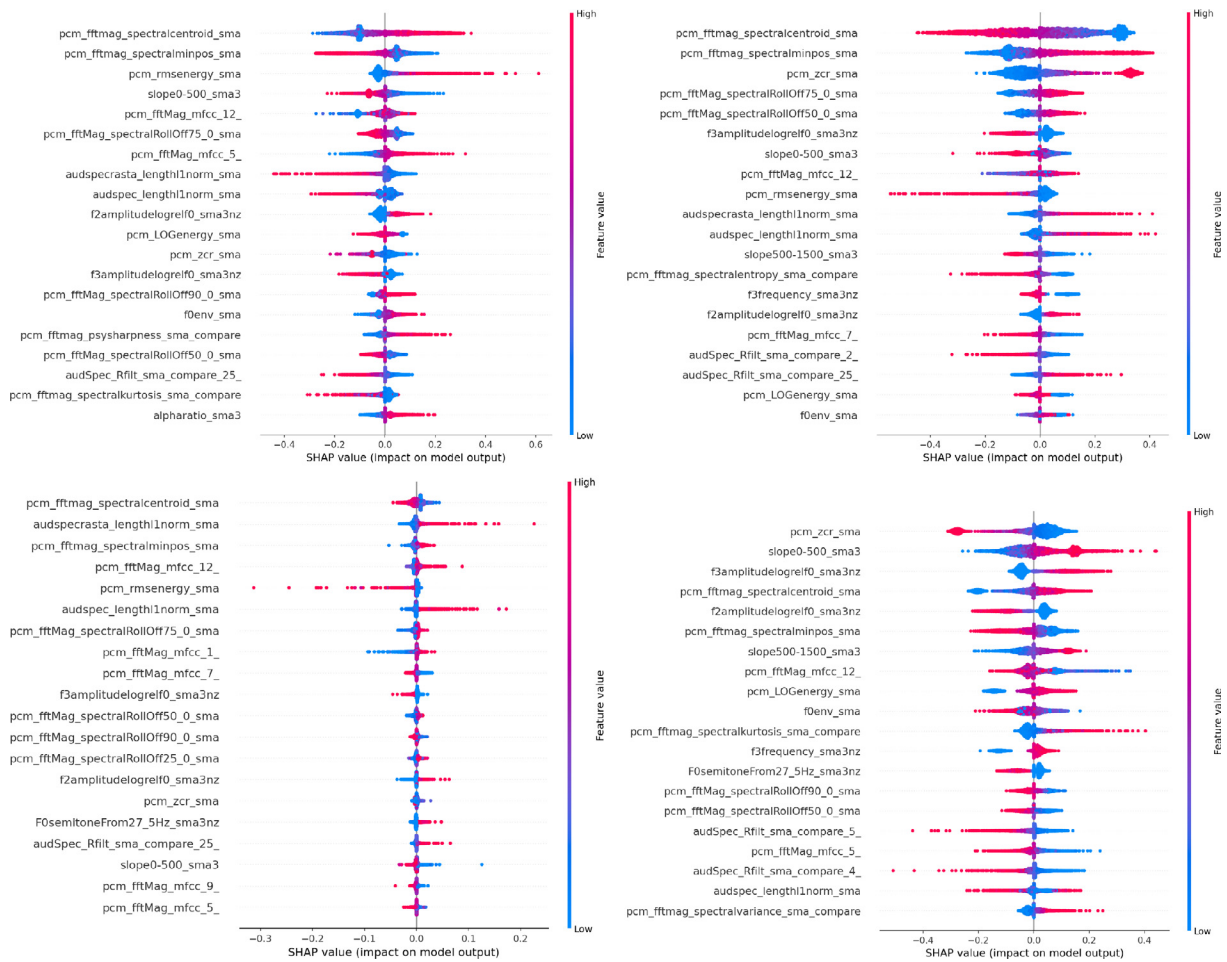 High
pcm_fftmag_spectralcentroid_sma
pcm_fftmag_spectralminpos_sma
pcm_rmsenergy_sma
slope0-500_sma3
pcm_fftMag_mfcc_12_
pcm_fftMag_spectralRollOff75_0_sma
pcm_fftMag_mfcc_5_
audspecrasta_lengthl1norm_sma
audspec_lengthl1norm_sma
f2amplitudelogrelf0_sma3nz
pcm_LOGenergy_sma
pcm_zcr_sma
f3amplitudelogrelf0_sma3nz
pcm_fftMag_spectralRollOff90_0_sma
f0env_sma
pcm_fftmag_psysharpness_sma_compare
pcm_fftMag_spectralRollOff50_0_sma
audSpec_Rfilt_sma_compare_25_
pcm_fftmag_spectralkurtosis_sma_compare
alpharatio_sma3
Feature value
Low
−0.4 −0.2 0.0 0.2 0.4 0.6
SHAP value (impact on model output)
High
pcm_fftmag_spectralcentroid_sma
pcm_fftmag_spectralminpos_sma
pcm_zcr_sma
pcm_fftMag_spectralRollOff75_0_sma
pcm_fftMag_spectralRollOff50_0_sma
f3amplitudelogrelf0_sma3nz
slope0-500_sma3
pcm_fftMag_mfcc_12_
pcm_rmsenergy_sma
audspecrasta_lengthl1norm_sma
audspec_lengthl1norm_sma
slope500-1500_sma3
pcm_fftmag_spectralentropy_sma_compare
f3frequency_sma3nz
f2amplitudelogrelf0_sma3nz
pcm_fftMag_mfcc_7_
audSpec_Rfilt_sma_compare_2_
audSpec_Rfilt_sma_compare_25_
pcm_LOGenergy_sma
f0env_sma
Feature value
Low
−0.4 −0.2 0.0 0.2 0.4
SHAP value (impact on model output)
High
pcm_fftmag_spectralcentroid_sma
audspecrasta_lengthl1norm_sma
pcm_fftmag_spectralminpos_sma
pcm_fftMag_mfcc_12_
pcm_rmsenergy_sma
audspec_lengthl1norm_sma
pcm_fftMag_spectralRollOff75_0_sma
pcm_fftMag_mfcc_1_
pcm_fftMag_mfcc_7_
f3amplitudelogrelf0_sma3nz
pcm_fftMag_spectralRollOff50_0_sma
pcm_fftMag_spectralRollOff90_0_sma
pcm_fftMag_spectralRollOff25_0_sma
f2amplitudelogrelf0_sma3nz
pcm_zcr_sma
F0semitoneFrom27_5Hz_sma3nz
audSpec_Rfilt_sma_compare_25_
slope0-500_sma3
pcm_fftMag_mfcc_9_
pcm_fftMag_mfcc_5_
Feature value
Low
−0.3 −0.2 −0.1 0.0 0.1 0.2
SHAP value (impact on model output)
High
pcm_zcr_sma
slope0-500_sma3
f3amplitudelogrelf0_sma3nz
pcm_fftmag_spectralcentroid_sma
f2amplitudelogrelf0_sma3nz
pcm_fftmag_spectralminpos_sma
slope500-1500_sma3
pcm_fftMag_mfcc_12_
pcm_LOGenergy_sma
f0env_sma
pcm_fftmag_spectralkurtosis_sma_compare
f3frequency_sma3nz
F0semitoneFrom27_5Hz_sma3nz
pcm_fftMag_spectralRollOff90_0_sma
pcm_fftMag_spectralRollOff50_0_sma
audSpec_Rfilt_sma_compare_5_
pcm_fftMag_mfcc_5_
audSpec_Rfilt_sma_compare_4_
audspec_lengthl1norm_sma
pcm_fftmag_spectralvariance_sma_compare
Feature value
Low
−0.4 −0.2 0.0 0.2 0.4
SHAP value (impact on model output)